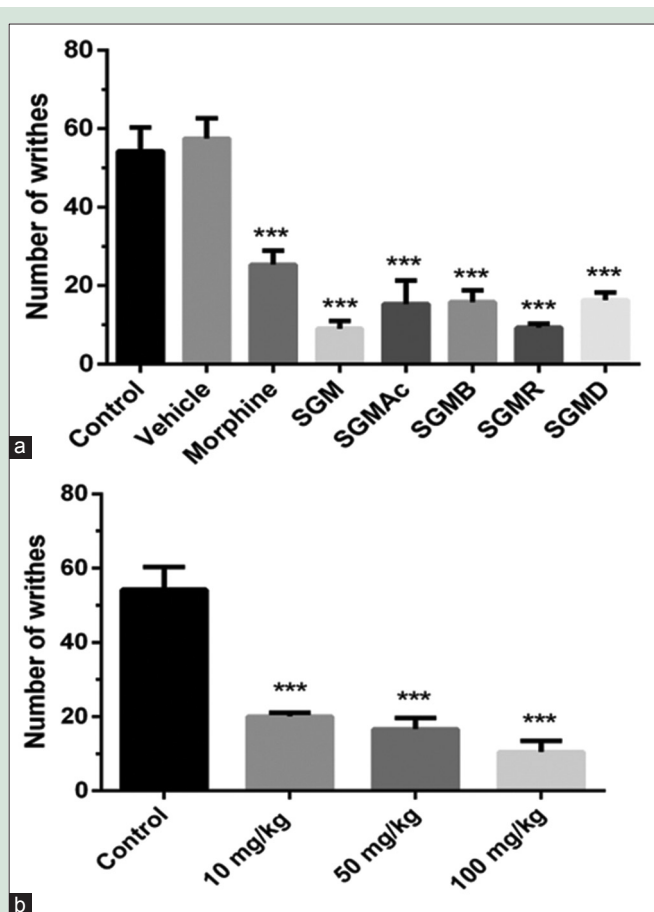 80
60
40
20
0
Number of writhes
***
***
***
***
***
***
Control
Vehicle
Morphine
SGM
SGMAc
SGMB
SGMR
SGMD
a
80
60
40
20
0
Number of writhes
***
***
***
Control
10 mg/kg
50 mg/kg
100 mg/kg
b